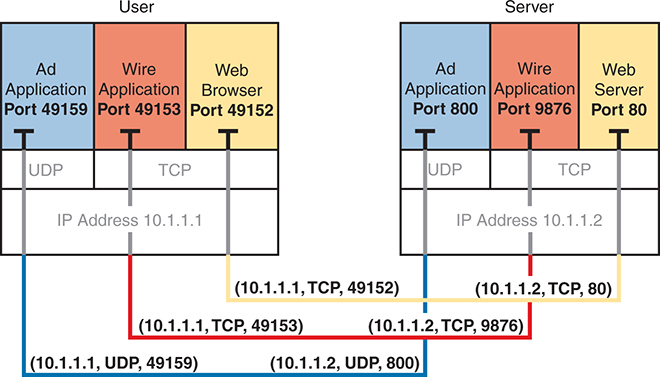 User
Server
Ad
Application
Port 49159
Wire
Application
Port 49153
Web
Browser
Port 49152
Ad
Application
Port 800
Wire
Application
Port 9876
Web
Server
Port 80
UDP
TCP
UDP
TCP
IP Address 10.1.1.1
IP Address 10.1.1.2
(10.1.1.1, TCP, 49152)
(10.1.1.2, TCP, 80)
(10.1.1.1, TCP, 49153)
(10.1.1.2, TCP, 9876)
(10.1.1.1, UDP, 49159)
(10.1.1.2, UDP, 800)